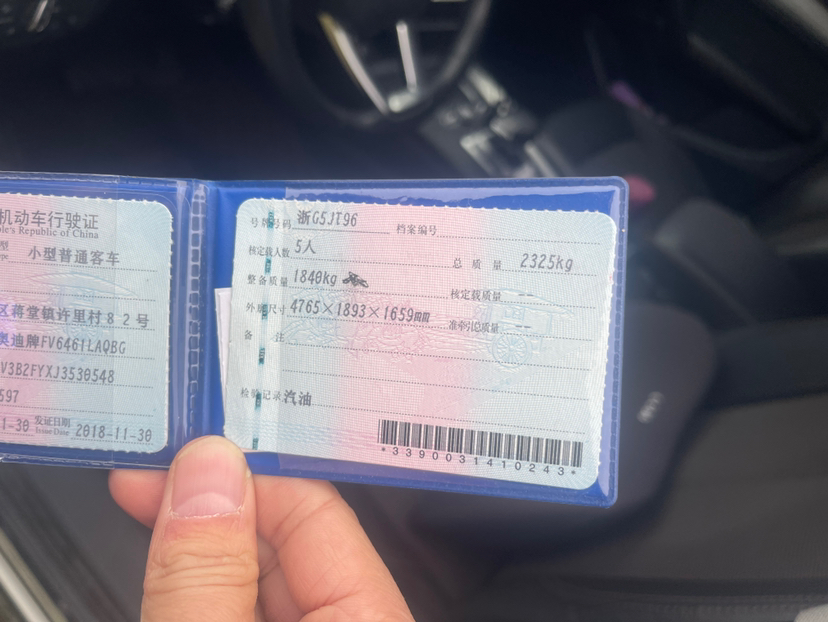 机动车行驶证
le's Republic of China
型 小型普通客车
ype
区蒋堂镇许里村82号
奥迪牌FV6461LAQBG
V3B2FYXJ3530548
597
1-30 发证日期 2018-11-30
Issue Date
号牌号码 浙G5JT96 档案编号
核定载人数 5人 总质量 2325kg
整备质量 1840kg 核定载质量 --
外廓尺寸 4765×1893×1659mm 准牵引总质量 --
备注
检验记录 汽油
*3390031410243*